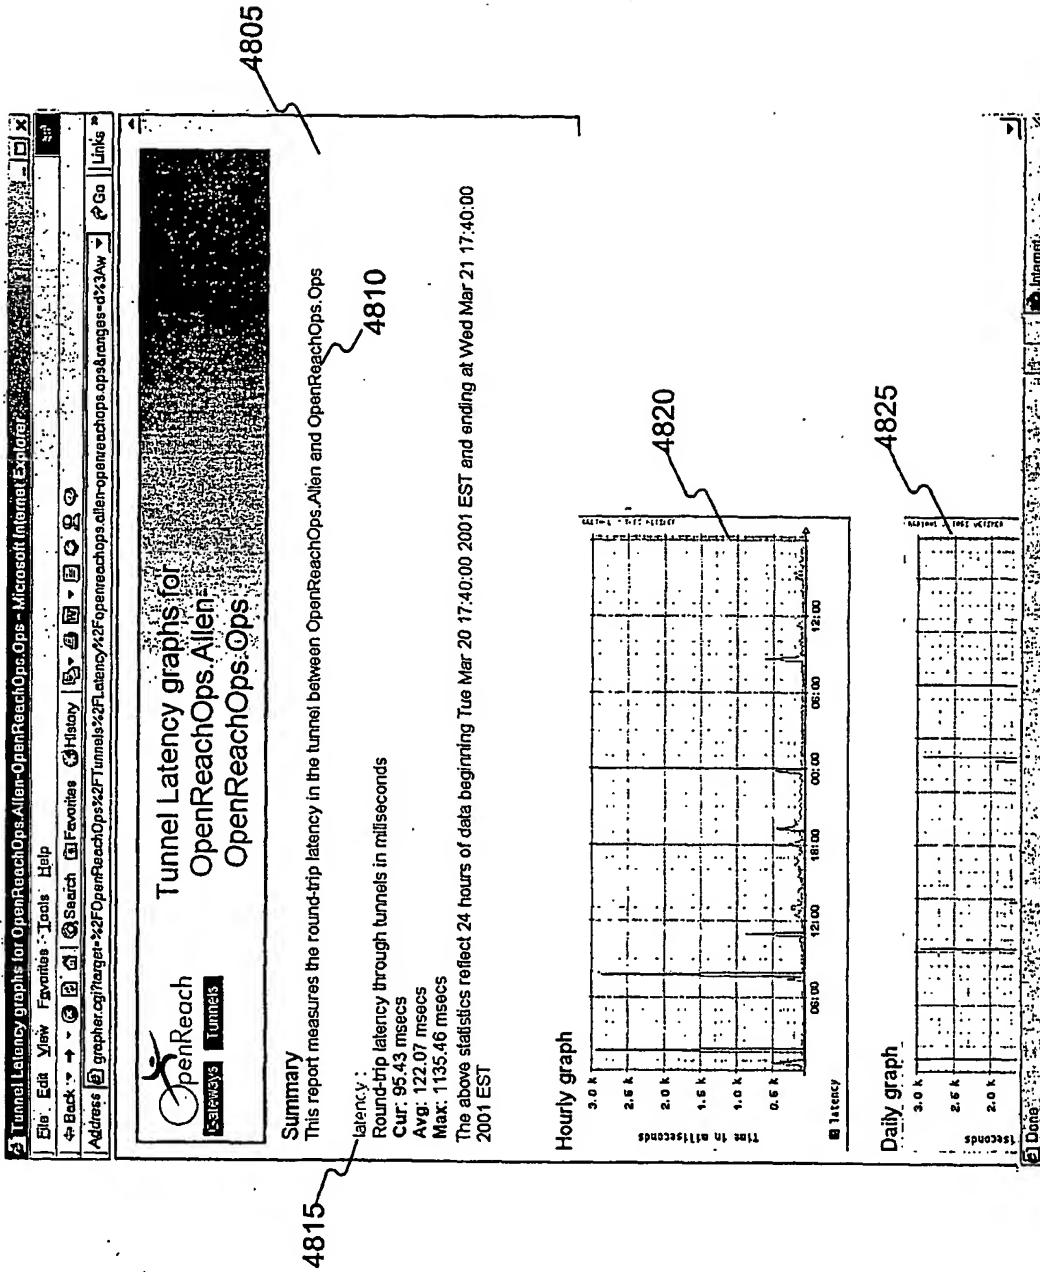 Tunnel Latency graphs for OpenReachOps.Allen-OpenReachOps.Ops - Microsoft Internet Explorer
File Edit View Favorites Tools Help
Back Search Favorites History
Address grapher.cgi?target=%2FOpenReachOps%2FTunnels%2FLatency%2Fopenreachops.allen-openreachops.ops&ranges=d%3Aw Go Links »
4805
OpenReach
Gateways Tunnels
Tunnel Latency graphs for
OpenReachOps.Allen-
OpenReachOps.Ops
Summary
This report measures the round-trip latency in the tunnel between OpenReachOps.Allen and OpenReachOps.Ops
4810
4815
latency :
Round-trip latency through tunnels in milliseconds
Cur: 95.43 msecs
Avg: 122.07 msecs
Max: 1135.46 msecs
The above statistics reflect 24 hours of data beginning Tue Mar 20 17:40:00 2001 EST and ending at Wed Mar 21 17:40:00
2001 EST
Hourly graph
4820
Time in milliseconds
3.0 k
2.5 k
2.0 k
1.5 k
1.0 k
0.5 k
06:00 12:00 18:00 00:00 06:00 12:00
latency
Daily graph
4825
3.0 k
2.5 k
2.0 k
iseconds
Done
Internet